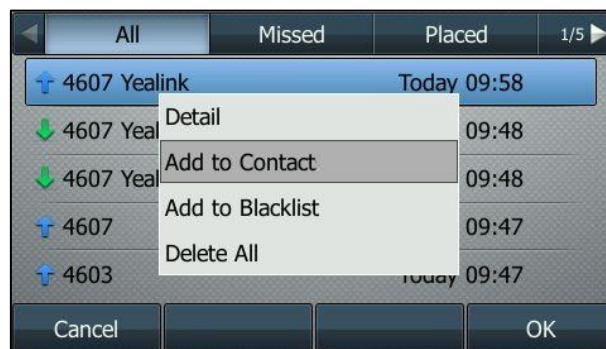 All Missed Placed 1/5
4607 Yealink Today 09:58
Detail
4607 Yeal 09:48
Add to Contact
4607 Yeal 09:48
Add to Blacklist
4607 09:47
Delete All
4603 Today 09:47
Cancel OK